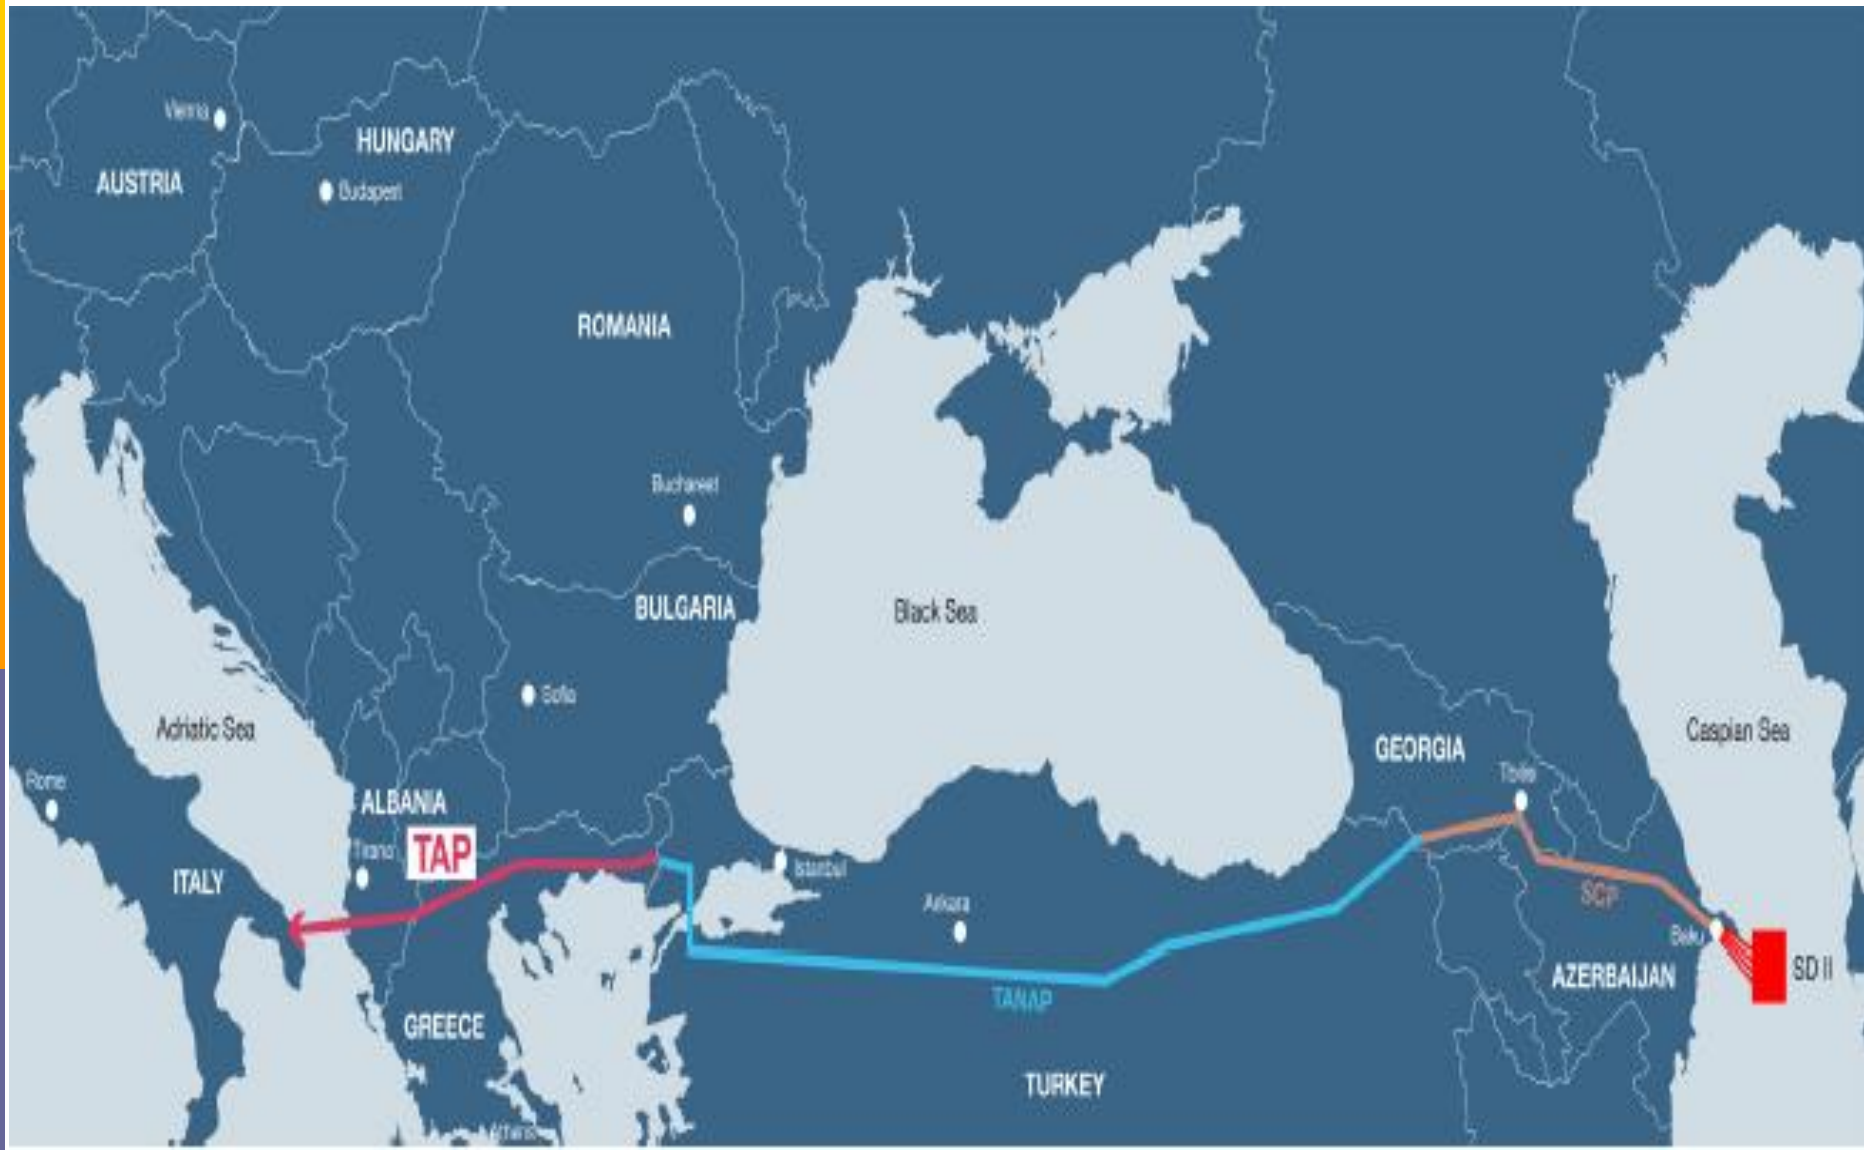 Vienna
HUNGARY
AUSTRIA
Budapest
ROMANIA
Bucharest
BULGARIA
Black Sea
Sofia
Adriatic Sea
Caspian Sea
GEORGIA
Tbilisi
Rome
ALBANIA
TAP
Tirana
Istanbul
ITALY
SCP
Ankara
Baku
SD II
AZERBAIJAN
TANAP
GREECE
TURKEY
Athens